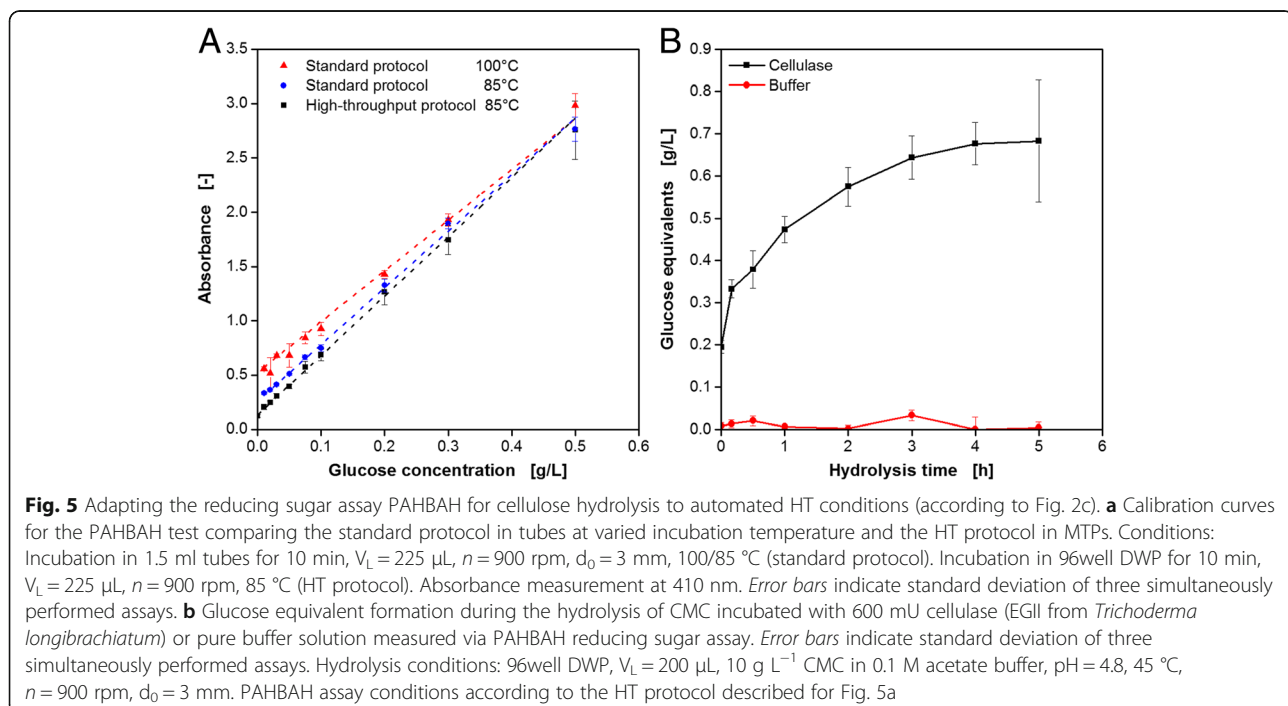 A
B
3.5
3.0
2.5
2.0
1.5
1.0
0.5
0.0
Absorbance [-]
Standard protocol 100°C
Standard protocol 85°C
High-throughput protocol 85°C
0.0 0.1 0.2 0.3 0.4 0.5 0.6
Glucose concentration [g/L]
0.9
0.8
0.7
0.6
0.5
0.4
0.3
0.2
0.1
0.0
Glucose equivalents [g/L]
Cellulase
Buffer
0 1 2 3 4 5 6
Hydrolysis time [h]
Fig. 5 Adapting the reducing sugar assay PAHBAH for cellulose hydrolysis to automated HT conditions (according to Fig. 2c). a Calibration curves
for the PAHBAH test comparing the standard protocol in tubes at varied incubation temperature and the HT protocol in MTPs. Conditions:
Incubation in 1.5 ml tubes for 10 min, V_L = 225 µL, n = 900 rpm, d₀ = 3 mm, 100/85 °C (standard protocol). Incubation in 96well DWP for 10 min,
V_L = 225 µL, n = 900 rpm, 85 °C (HT protocol). Absorbance measurement at 410 nm. Error bars indicate standard deviation of three simultaneously
performed assays. b Glucose equivalent formation during the hydrolysis of CMC incubated with 600 mU cellulase (EGII from Trichoderma
longibrachiatum) or pure buffer solution measured via PAHBAH reducing sugar assay. Error bars indicate standard deviation of three
simultaneously performed assays. Hydrolysis conditions: 96well DWP, V_L = 200 µL, 10 g L⁻¹ CMC in 0.1 M acetate buffer, pH = 4.8, 45 °C,
n = 900 rpm, d₀ = 3 mm. PAHBAH assay conditions according to the HT protocol described for Fig. 5a